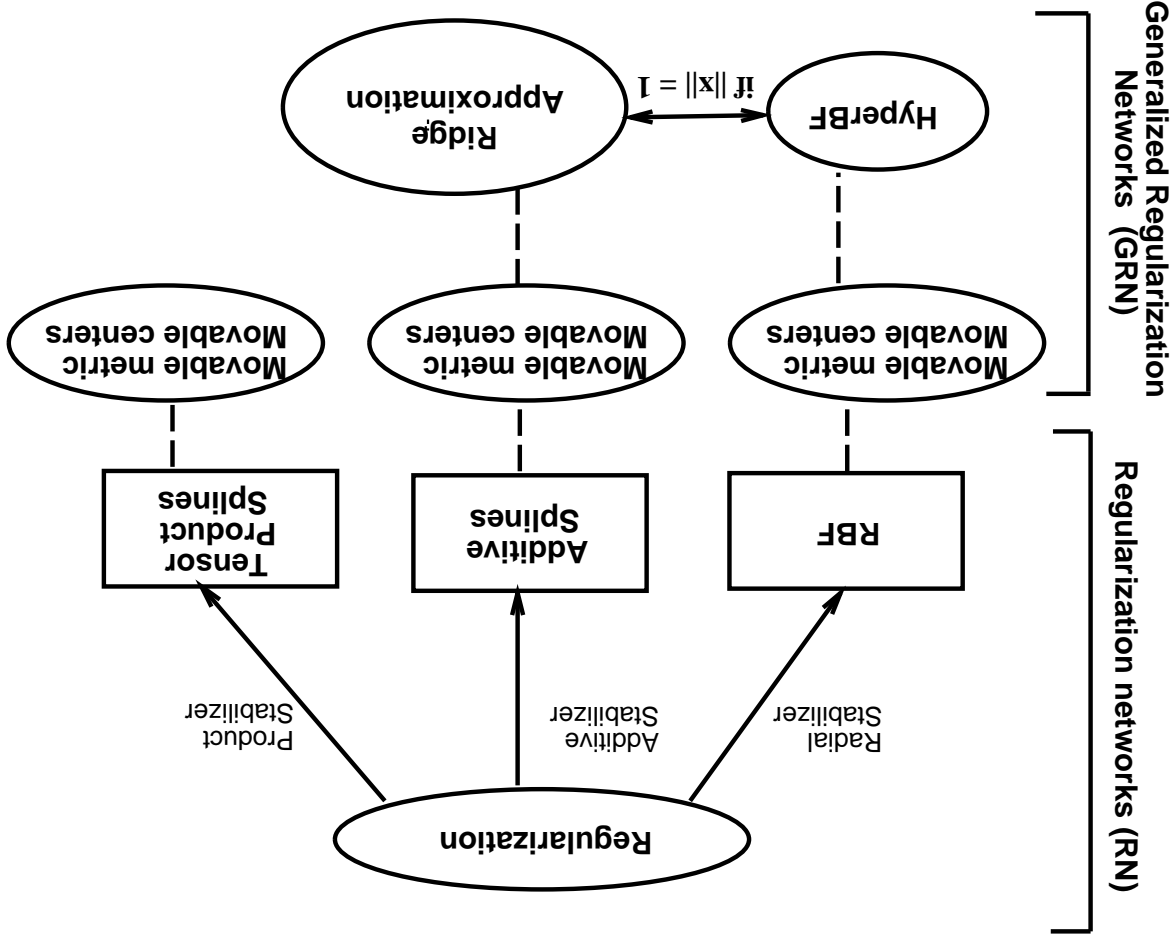 Regularization networks (RN)
Generalized Regularization
Networks (GRN)
Regularization
Radial
Stabilizer
Additive
Stabilizer
Product
Stabilizer
RBF
Additive
Splines
Tensor
Product
Splines
Movable metric
Movable centers
Movable metric
Movable centers
Movable metric
Movable centers
HyperBF
if ||x|| = 1
Ridge
Approximation